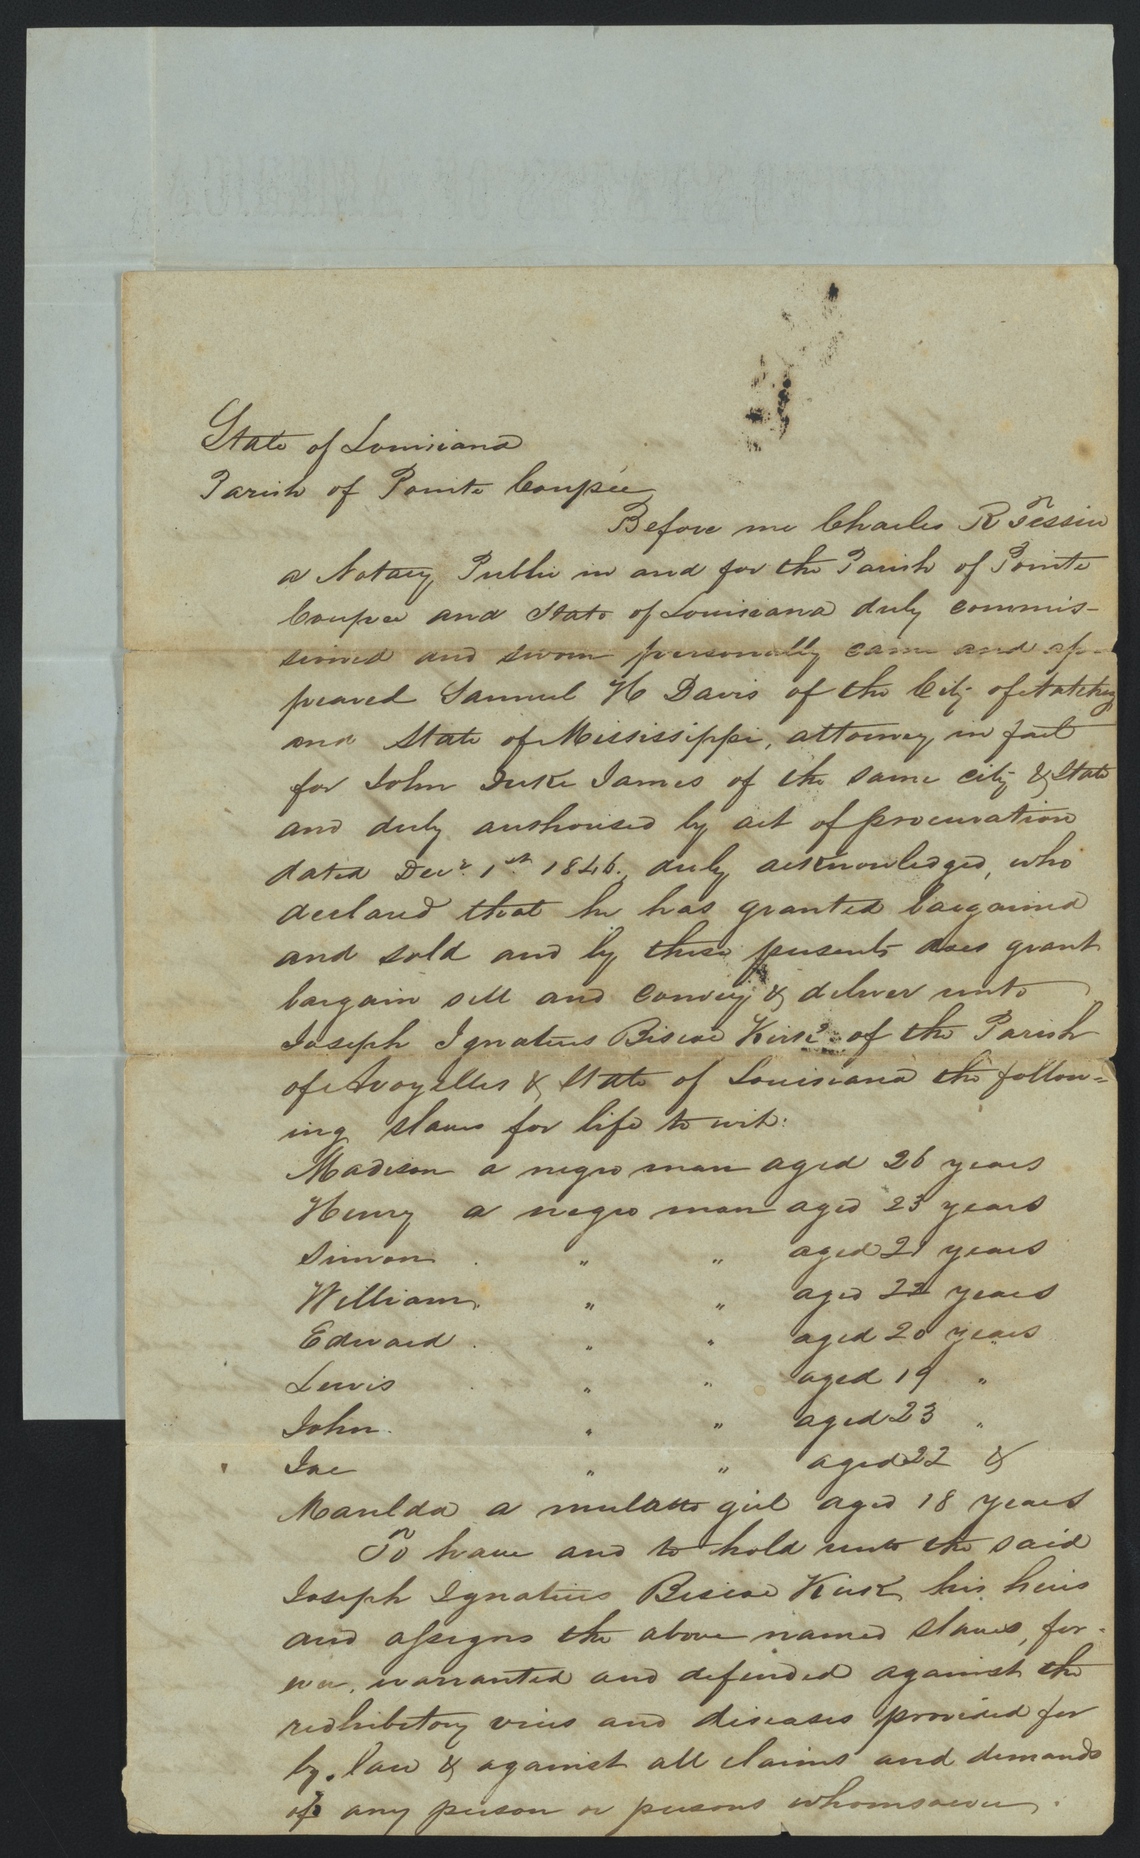 State of Louisiana
Parish of Pointe Coupée
Before me Charles R Tessier
a Notary Public in and for the Parish of Pointe
Coupee and State of Louisiana duly commis-
sioned and sworn personally came and ap-
peared Samuel H Davis of the City of Natchez
and State of Mississippi, attorney in fact
for John Duke James of the same city & State
and duly authorised by act of procuration
dated Decr. 1st 1846, duly acknowledged, who
declared that he has granted bargained
and sold and by these presents does grant
bargain sell and convey & deliver unto
Joseph Ignatius Biscoe Kirk of the Parish
of Avoyelles & State of Louisiana the follow=
ing slaves for life to wit:
Madison a negro man aged 26 years
Henry a negro man aged 23 years
Simon " " aged 21 years
William " " aged 22 years
Edward " " aged 20 years
Lewis " " aged 19 "
John " " aged 23 "
Joe " " aged 22 &
Marilda a mulatto girl aged 18 years
To have and to hold unto the said
Joseph Ignatius Biscoe Kirk his heirs
and assigns the above named slaves, for-
ever, warranted and defended against the
redhibitory vices and diseases provided for
by law & against all claims and demands
of any person or persons whomsoever.